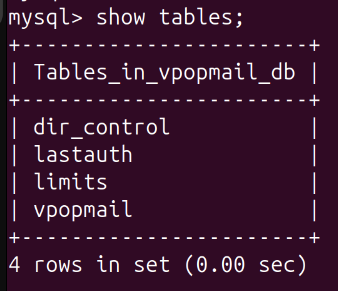 mysql> show tables;
+-----------------------+
| Tables_in_vpopmail_db |
+-----------------------+
| dir_control           |
| lastauth              |
| limits                |
| vpopmail              |
+-----------------------+
4 rows in set (0.00 sec)